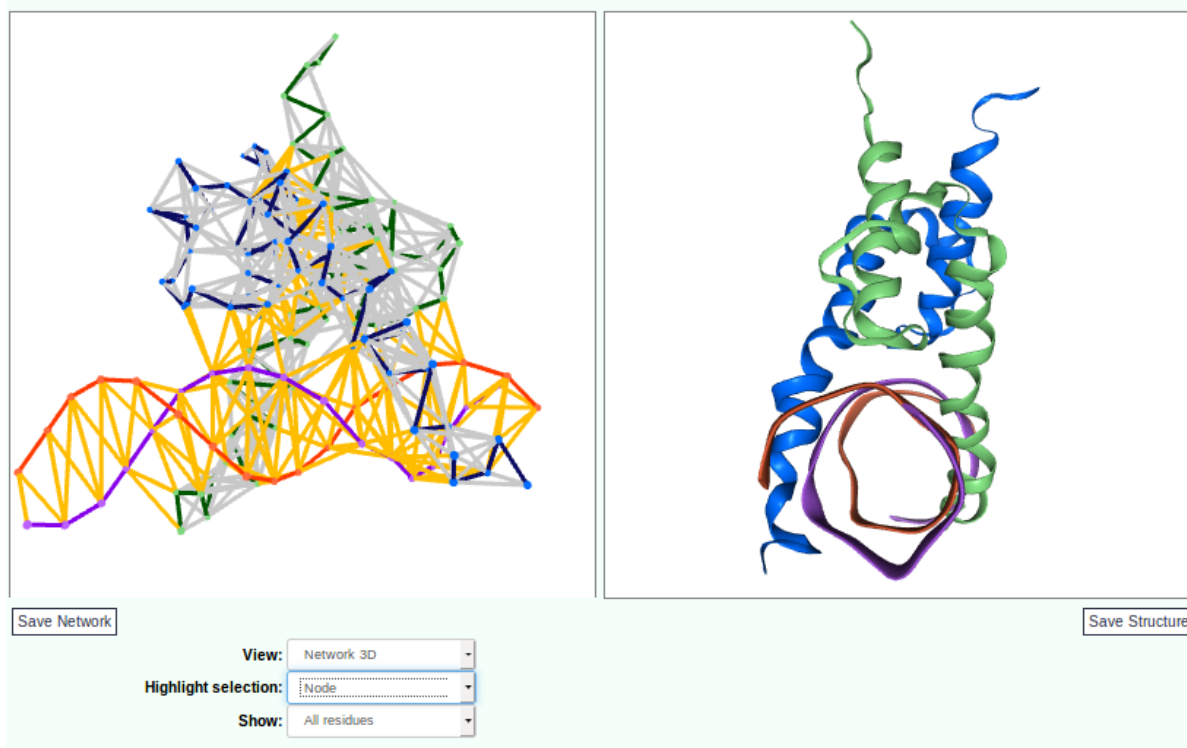 Save Network
Save Structure
View: Network 3D
Highlight selection: Node
Show: All residues